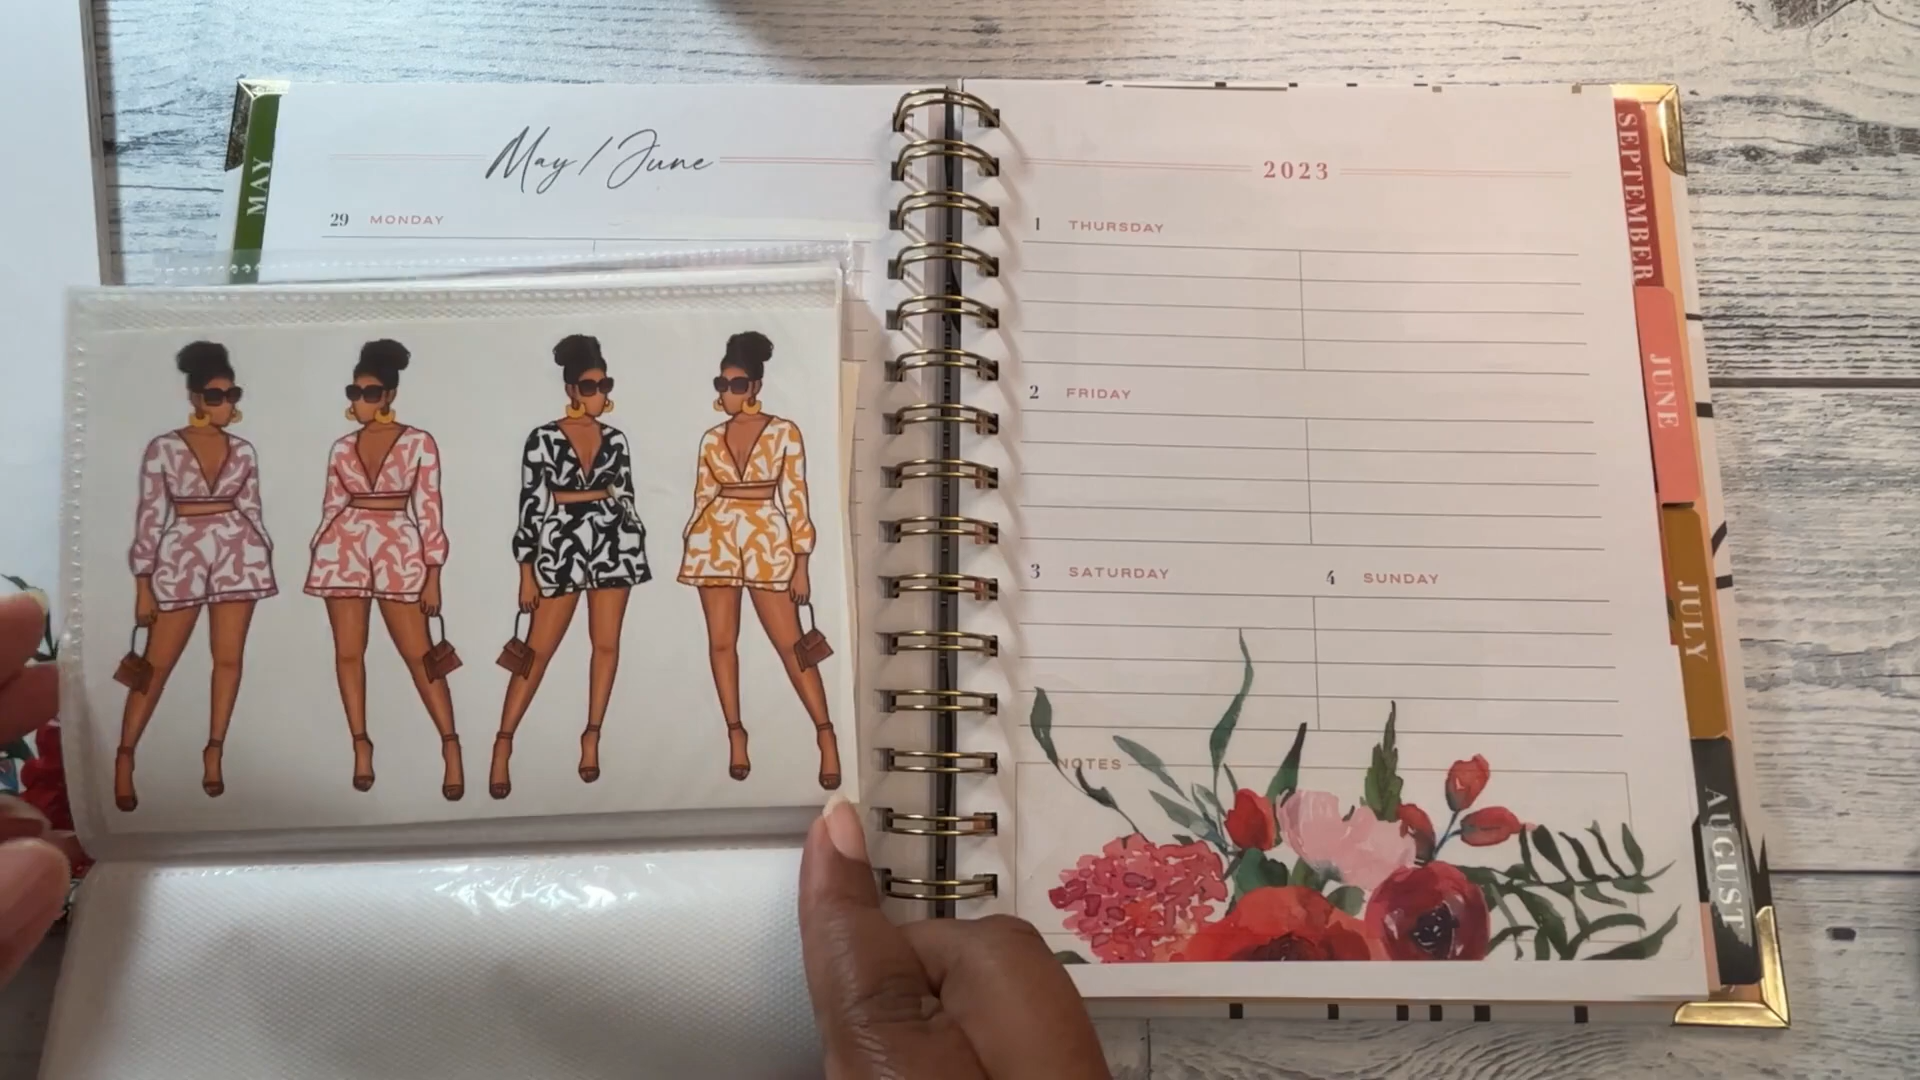 May / June
29 MONDAY
2023
1 THURSDAY
2 FRIDAY
3 SATURDAY
4 SUNDAY
NOTES
MAY
SEPTEMBER
JUNE
JULY
AUGUST